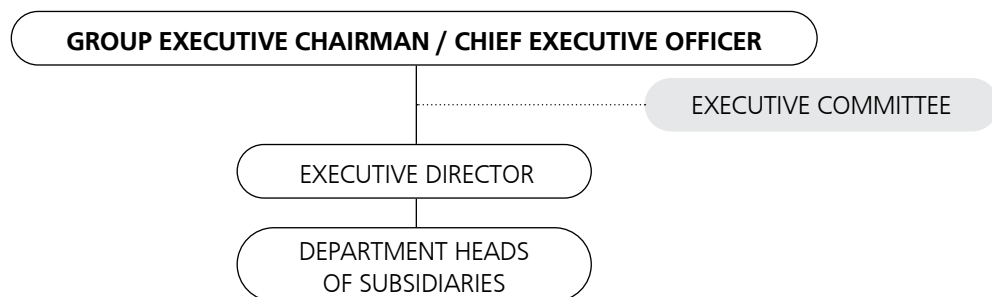 GROUP EXECUTIVE CHAIRMAN / CHIEF EXECUTIVE OFFICER
EXECUTIVE COMMITTEE
EXECUTIVE DIRECTOR
DEPARTMENT HEADS
OF SUBSIDIARIES